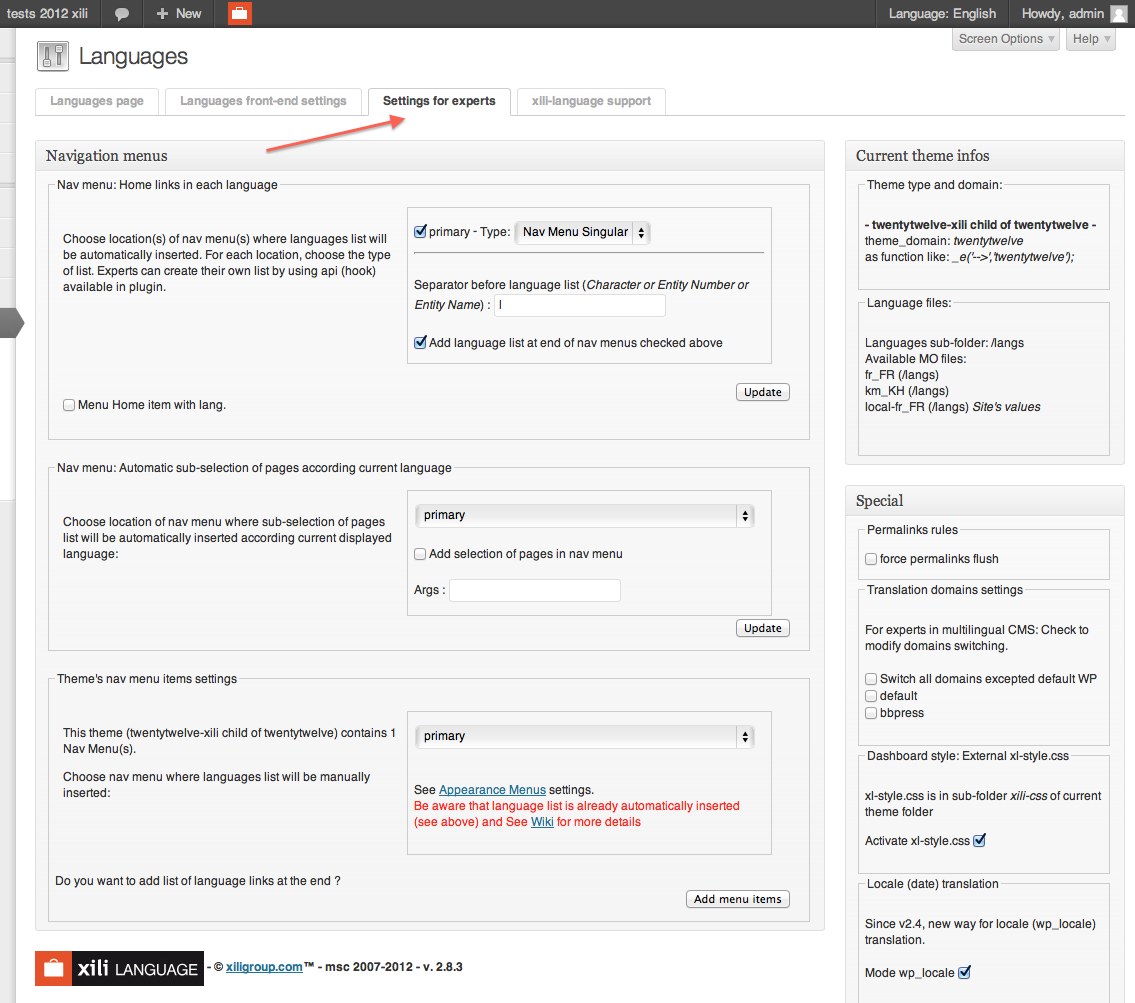 tests 2012 xili
+ New
Language: English
Howdy, admin
Screen Options
Help
Languages
Languages page
Languages front-end settings
Settings for experts
xili-language support
Navigation menus
Nav menu: Home links in each language
Choose location(s) of nav menu(s) where languages list will
be automatically inserted. For each location, choose the type
of list. Experts can create their own list by using api (hook)
available in plugin.
primary - Type: Nav Menu Singular
Separator before language list (Character or Entity Number or
Entity Name) : |
Add language list at end of nav menus checked above
Update
Menu Home item with lang.
Nav menu: Automatic sub-selection of pages according current language
Choose location of nav menu where sub-selection of pages
list will be automatically inserted according current displayed
language:
primary
Add selection of pages in nav menu
Args :
Update
Theme's nav menu items settings
This theme (twentytwelve-xili child of twentytwelve) contains 1
Nav Menu(s).
Choose nav menu where languages list will be manually
inserted:
primary
See Appearance Menus settings.
Be aware that language list is already automatically inserted
(see above) and See Wiki for more details
Do you want to add list of language links at the end ?
Add menu items
xili LANGUAGE - © xiligroup.com™ - msc 2007-2012 - v. 2.8.3
Current theme infos
Theme type and domain:
- twentytwelve-xili child of twentytwelve -
theme_domain: twentytwelve
as function like: _e('-->','twentytwelve');
Language files:
Languages sub-folder: /langs
Available MO files:
fr_FR (/langs)
km_KH (/langs)
local-fr_FR (/langs) Site's values
Special
Permalinks rules
force permalinks flush
Translation domains settings
For experts in multilingual CMS: Check to
modify domains switching.
Switch all domains excepted default WP
default
bbpress
Dashboard style: External xl-style.css
xl-style.css is in sub-folder xili-css of current
theme folder
Activate xl-style.css
Locale (date) translation
Since v2.4, new way for locale (wp_locale)
translation.
Mode wp_locale